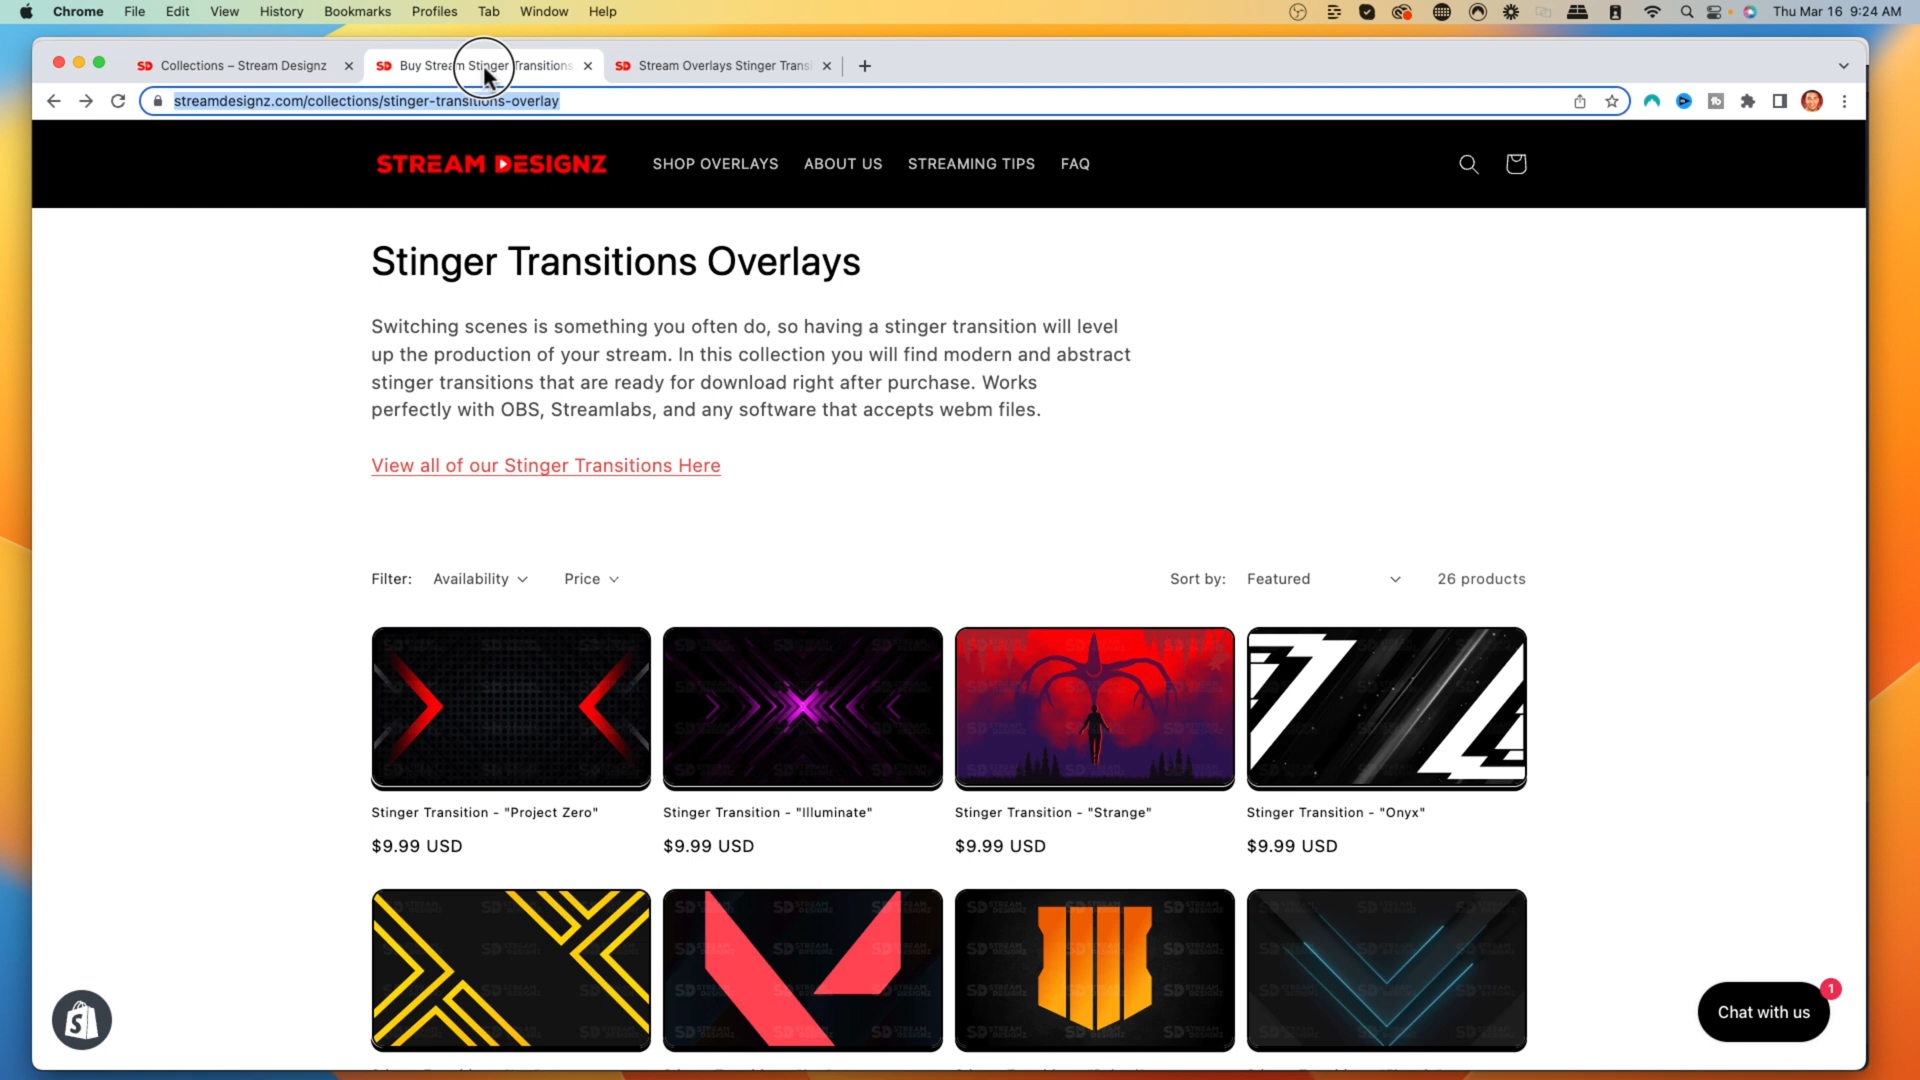 Chrome File Edit View History Bookmarks Profiles Tab Window Help Thu Mar 16 9:24 AM
SD Collections – Stream Designz SD Buy Stream Stinger Transitions SD Stream Overlays Stinger Trans
streamdesignz.com/collections/stinger-transitions-overlay
STREAM DESIGNZ SHOP OVERLAYS ABOUT US STREAMING TIPS FAQ
Stinger Transitions Overlays
Switching scenes is something you often do, so having a stinger transition will level
up the production of your stream. In this collection you will find modern and abstract
stinger transitions that are ready for download right after purchase. Works
perfectly with OBS, Streamlabs, and any software that accepts webm files.
View all of our Stinger Transitions Here
Filter: Availability Price Sort by: Featured 26 products
Stinger Transition - "Project Zero" Stinger Transition - "Illuminate" Stinger Transition - "Strange" Stinger Transition - "Onyx"
$9.99 USD $9.99 USD $9.99 USD $9.99 USD
Chat with us
1